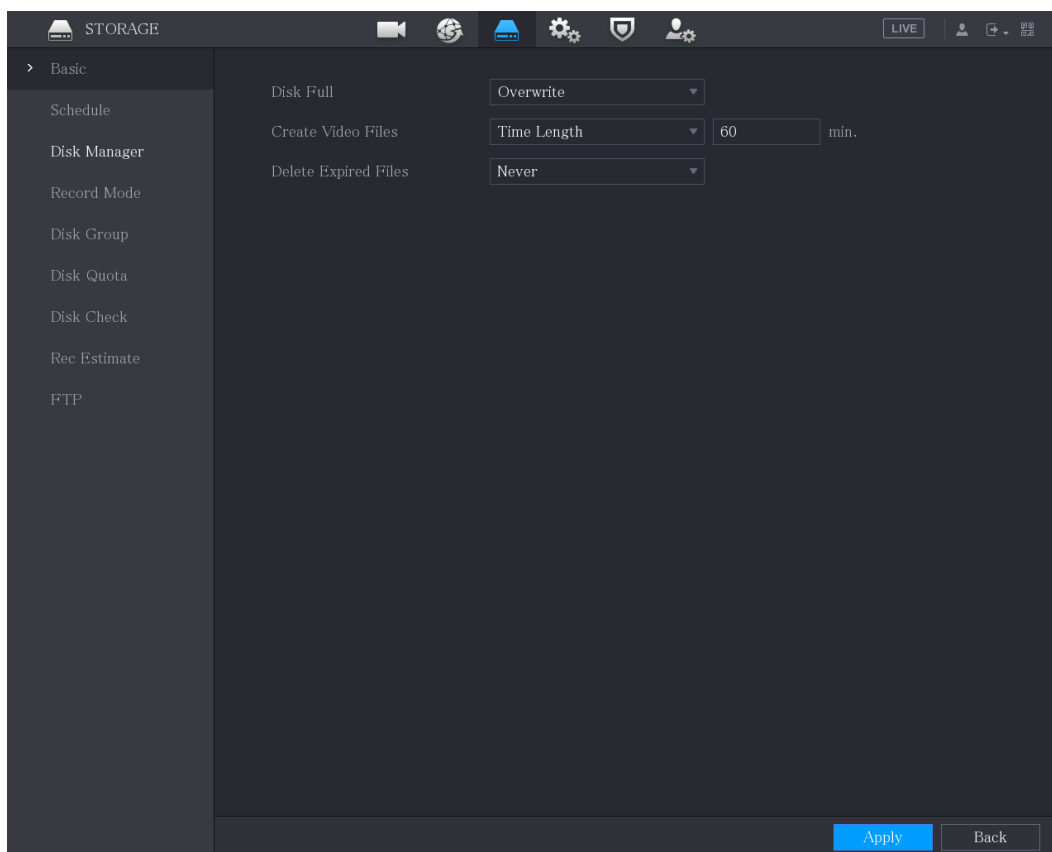 STORAGE
LIVE
Basic
Schedule
Disk Manager
Record Mode
Disk Group
Disk Quota
Disk Check
Rec Estimate
FTP
Disk Full Overwrite
Create Video Files Time Length 60 min.
Delete Expired Files Never
Apply Back